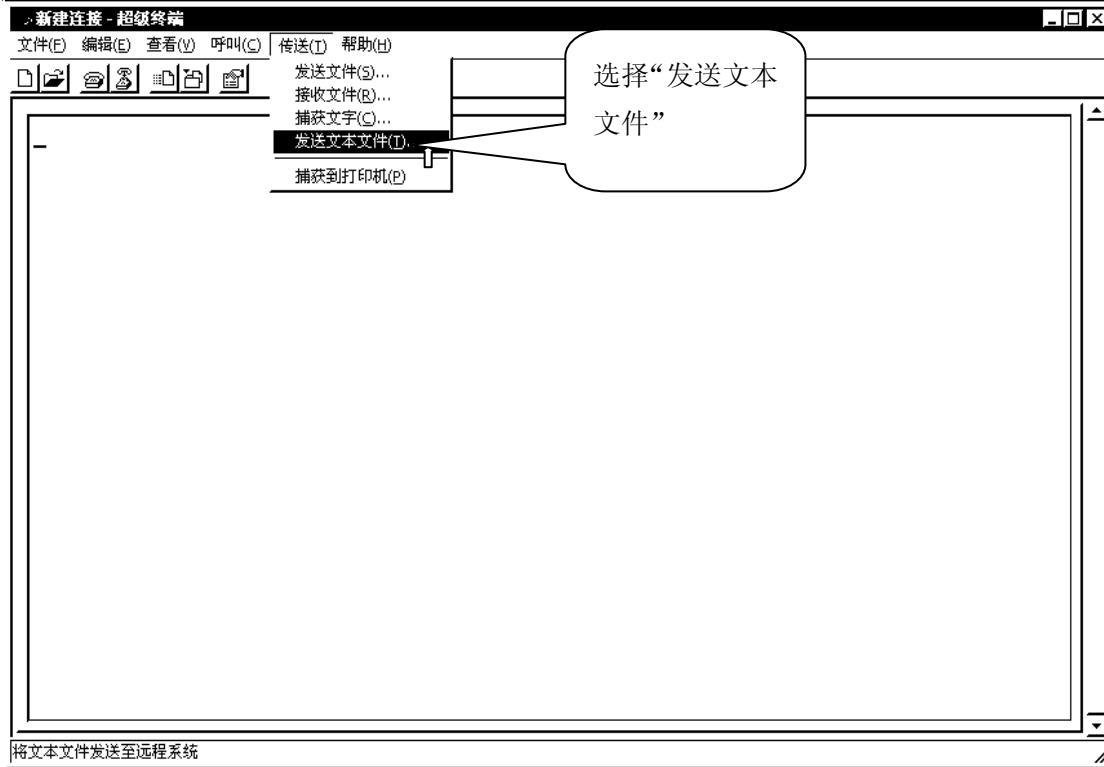 新建连接 - 超级终端
文件(F) 编辑(E) 查看(V) 呼叫(C) 传送(T) 帮助(H)
发送文件(S)...
接收文件(R)...
捕获文字(C)...
发送文本文件(T)..
捕获到打印机(P)
选择“发送文本
文件”
将文本文件发送至远程系统